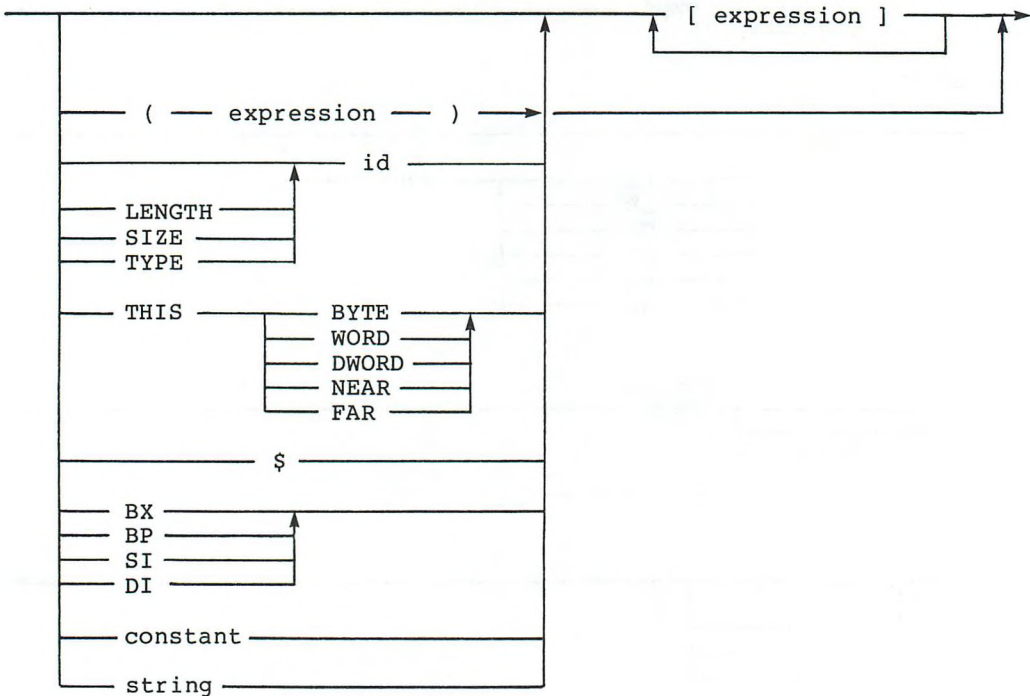 [ expression ]
( expression )
id
LENGTH
SIZE
TYPE
THIS BYTE
WORD
DWORD
NEAR
FAR
$
BX
BP
SI
DI
constant
string